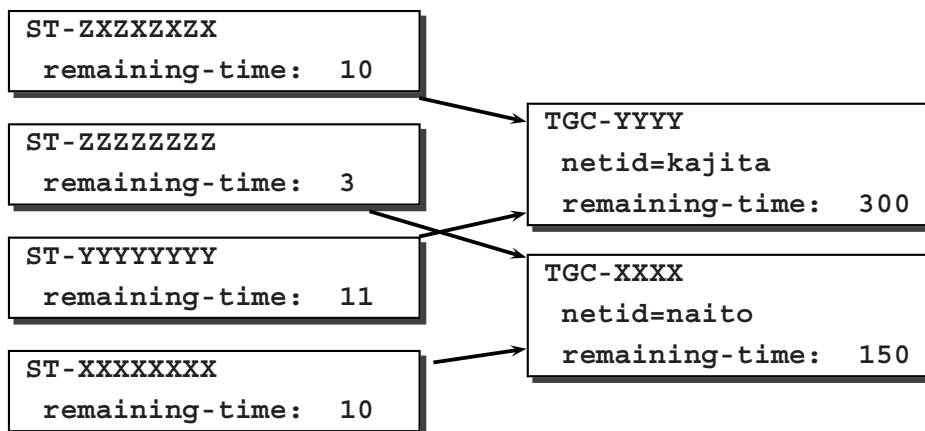 ST-ZXZXZXZX
remaining-time: 10
ST-ZZZZZZZZ
remaining-time: 3
ST-YYYYYYYY
remaining-time: 11
ST-XXXXXXXX
remaining-time: 10
TGC-YYYY
netid=kajita
remaining-time: 300
TGC-XXXX
netid=naito
remaining-time: 150